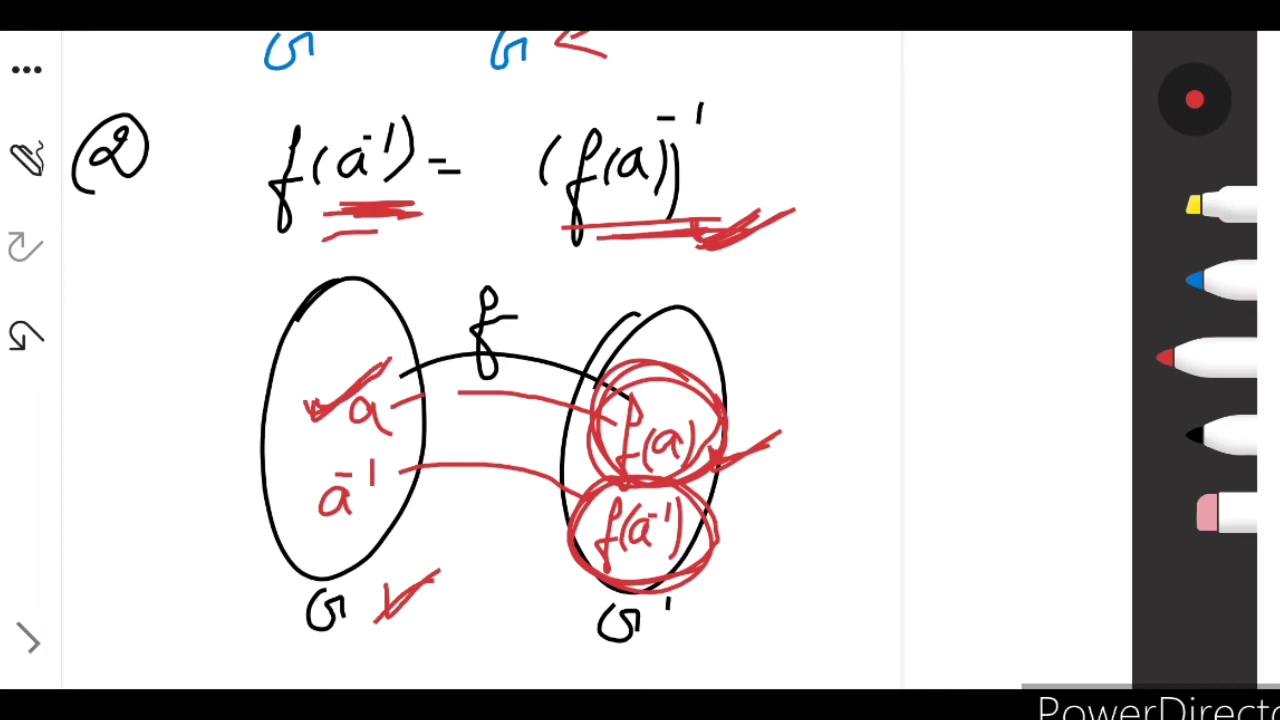 G G
② f(a⁻¹) = (f(a))⁻¹
f
a f(a)
a⁻¹ f(a⁻¹)
G G'
PowerDirecto